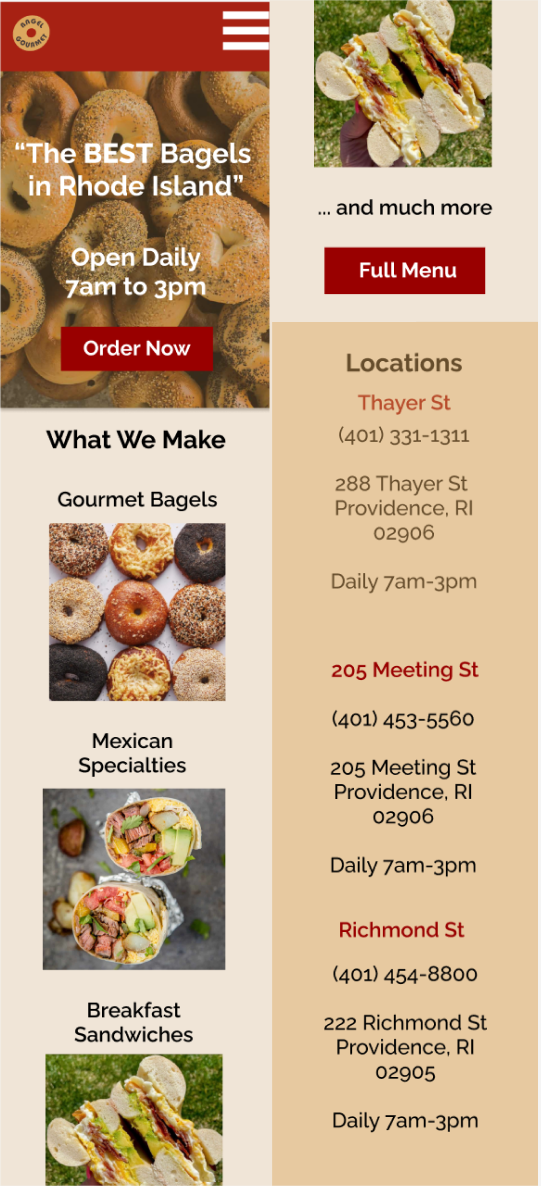 BAGEL
GOURMET
“The BEST Bagels
in Rhode Island”
Open Daily
7am to 3pm
Order Now
What We Make
Gourmet Bagels
Mexican
Specialties
Breakfast
Sandwiches
... and much more
Full Menu
Locations
Thayer St
(401) 331-1311
288 Thayer St
Providence, RI
02906
Daily 7am-3pm
205 Meeting St
(401) 453-5560
205 Meeting St
Providence, RI
02906
Daily 7am-3pm
Richmond St
(401) 454-8800
222 Richmond St
Providence, RI
02905
Daily 7am-3pm